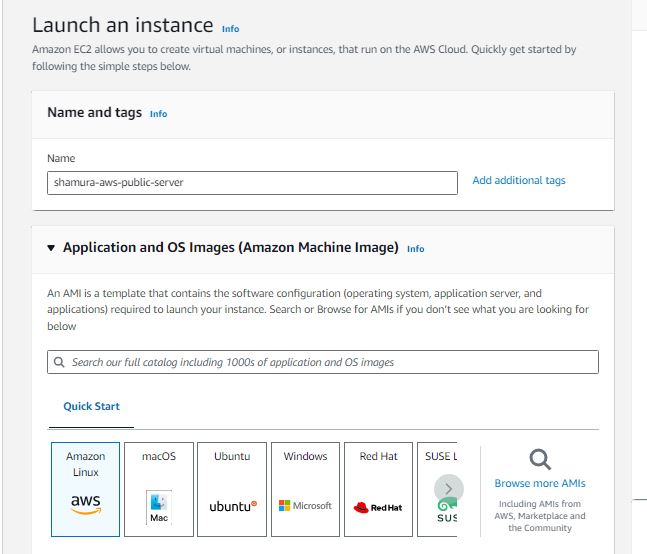 Launch an instance Info
Amazon EC2 allows you to create virtual machines, or instances, that run on the AWS Cloud. Quickly get started by
following the simple steps below.
Name and tags Info
Name
shamura-aws-public-server
Add additional tags
Application and OS Images (Amazon Machine Image) Info
An AMI is a template that contains the software configuration (operating system, application server, and
applications) required to launch your instance. Search or Browse for AMIs if you don't see what you are looking for
below
Search our full catalog including 1000s of application and OS images
Quick Start
Amazon
Linux
aws
macOS
Mac
Ubuntu
ubuntu
Windows
Microsoft
Red Hat
Red Hat
SUSE L
SUS
Browse more AMIs
Including AMIs from
AWS, Marketplace and
the Community